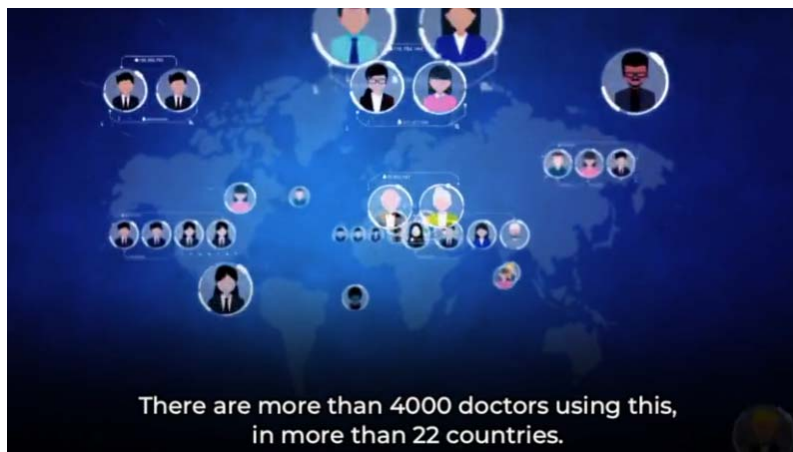 There are more than 4000 doctors using this,
in more than 22 countries.